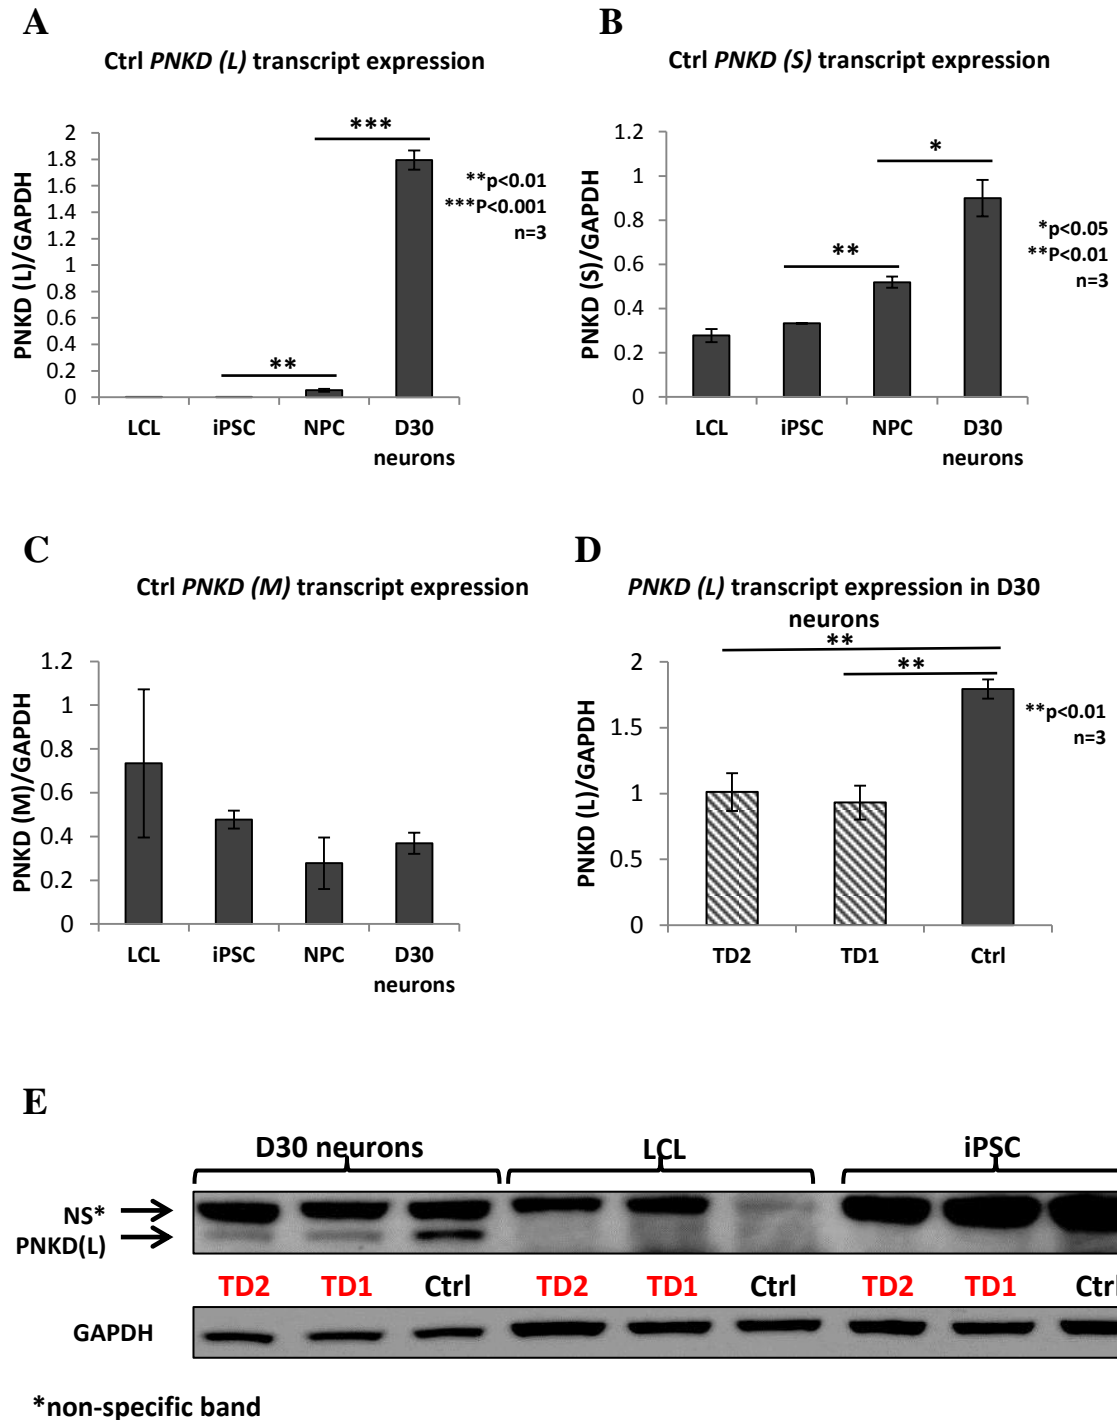 A
Ctrl PNKD (L) transcript expression
PNKD (L)/GAPDH
2
1.8
1.6
1.4
1.2
1
0.8
0.6
0.4
0.2
0
***
**
**p<0.01
***P<0.001
n=3
LCL iPSC NPC D30
neurons
B
Ctrl PNKD (S) transcript expression
PNKD (S)/GAPDH
1.2
1
0.8
0.6
0.4
0.2
0
*
**
*p<0.05
**P<0.01
n=3
LCL iPSC NPC D30
neurons
C
Ctrl PNKD (M) transcript expression
PNKD (M)/GAPDH
1.2
1
0.8
0.6
0.4
0.2
0
LCL iPSC NPC D30
neurons
D
PNKD (L) transcript expression in D30
neurons
PNKD (L)/GAPDH
2
1.5
1
0.5
0
**
**
**p<0.01
n=3
TD2 TD1 Ctrl
E
D30 neurons LCL iPSC
NS*
PNKD(L)
TD2 TD1 Ctrl TD2 TD1 Ctrl TD2 TD1 Ctrl
GAPDH
*non-specific band